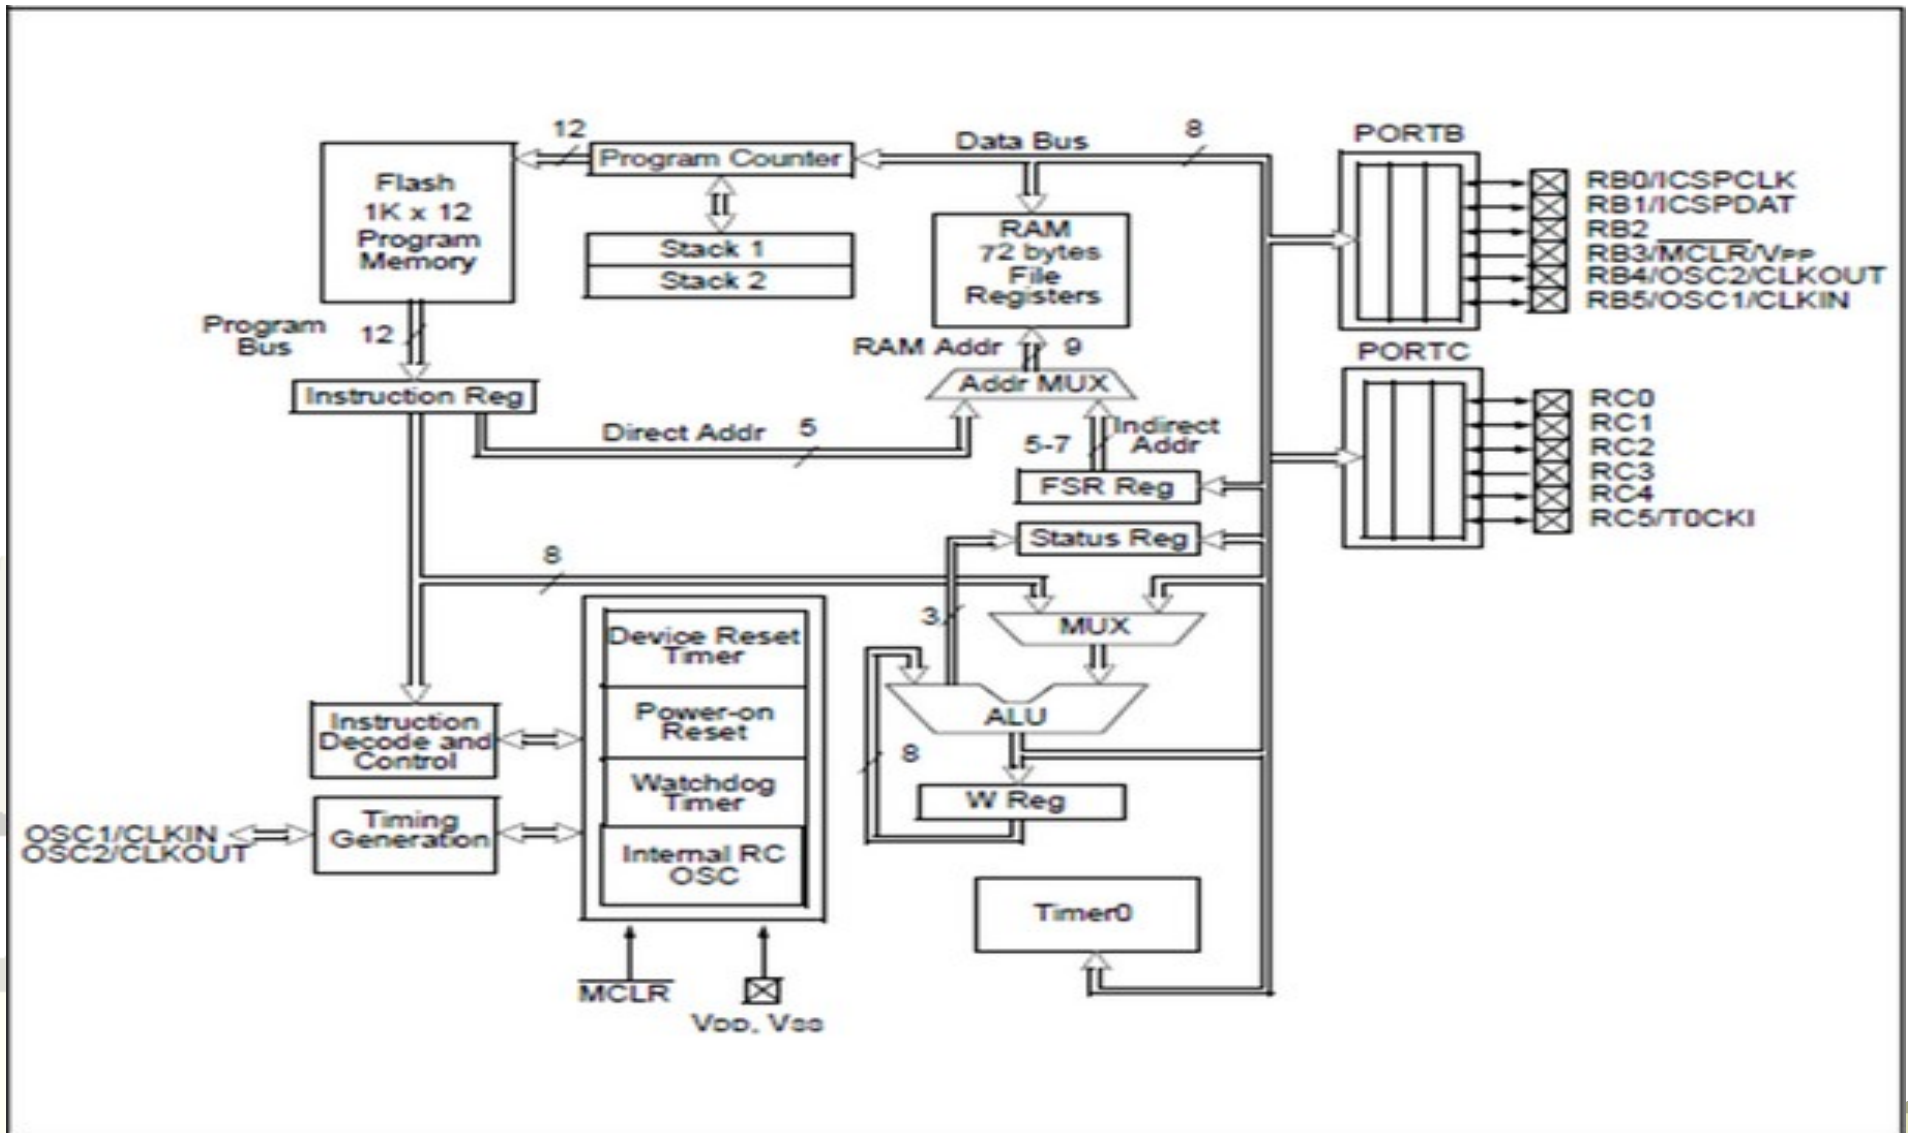 12
Program Counter
Data Bus
8
PORTB
Flash
1K x 12
Program
Memory
Stack 1
Stack 2
RAM
72 bytes
File
Registers
RB0/ICSPCLK
RB1/ICSPDAT
RB2
RB3/MCLR/VPP
RB4/OSC2/CLKOUT
RB5/OSC1/CLKIN
Program
Bus
12
RAM Addr
9
PORTC
Instruction Reg
Addr MUX
Direct Addr
5
5-7
Indirect
Addr
FSR Reg
RC0
RC1
RC2
RC3
RC4
RC5/T0CKI
Status Reg
8
3
MUX
Device Reset
Timer
Power-on
Reset
Watchdog
Timer
Internal RC
OSC
Instruction
Decode and
Control
ALU
8
W Reg
Timing
Generation
OSC1/CLKIN
OSC2/CLKOUT
Timer0
MCLR
VDD, VSS